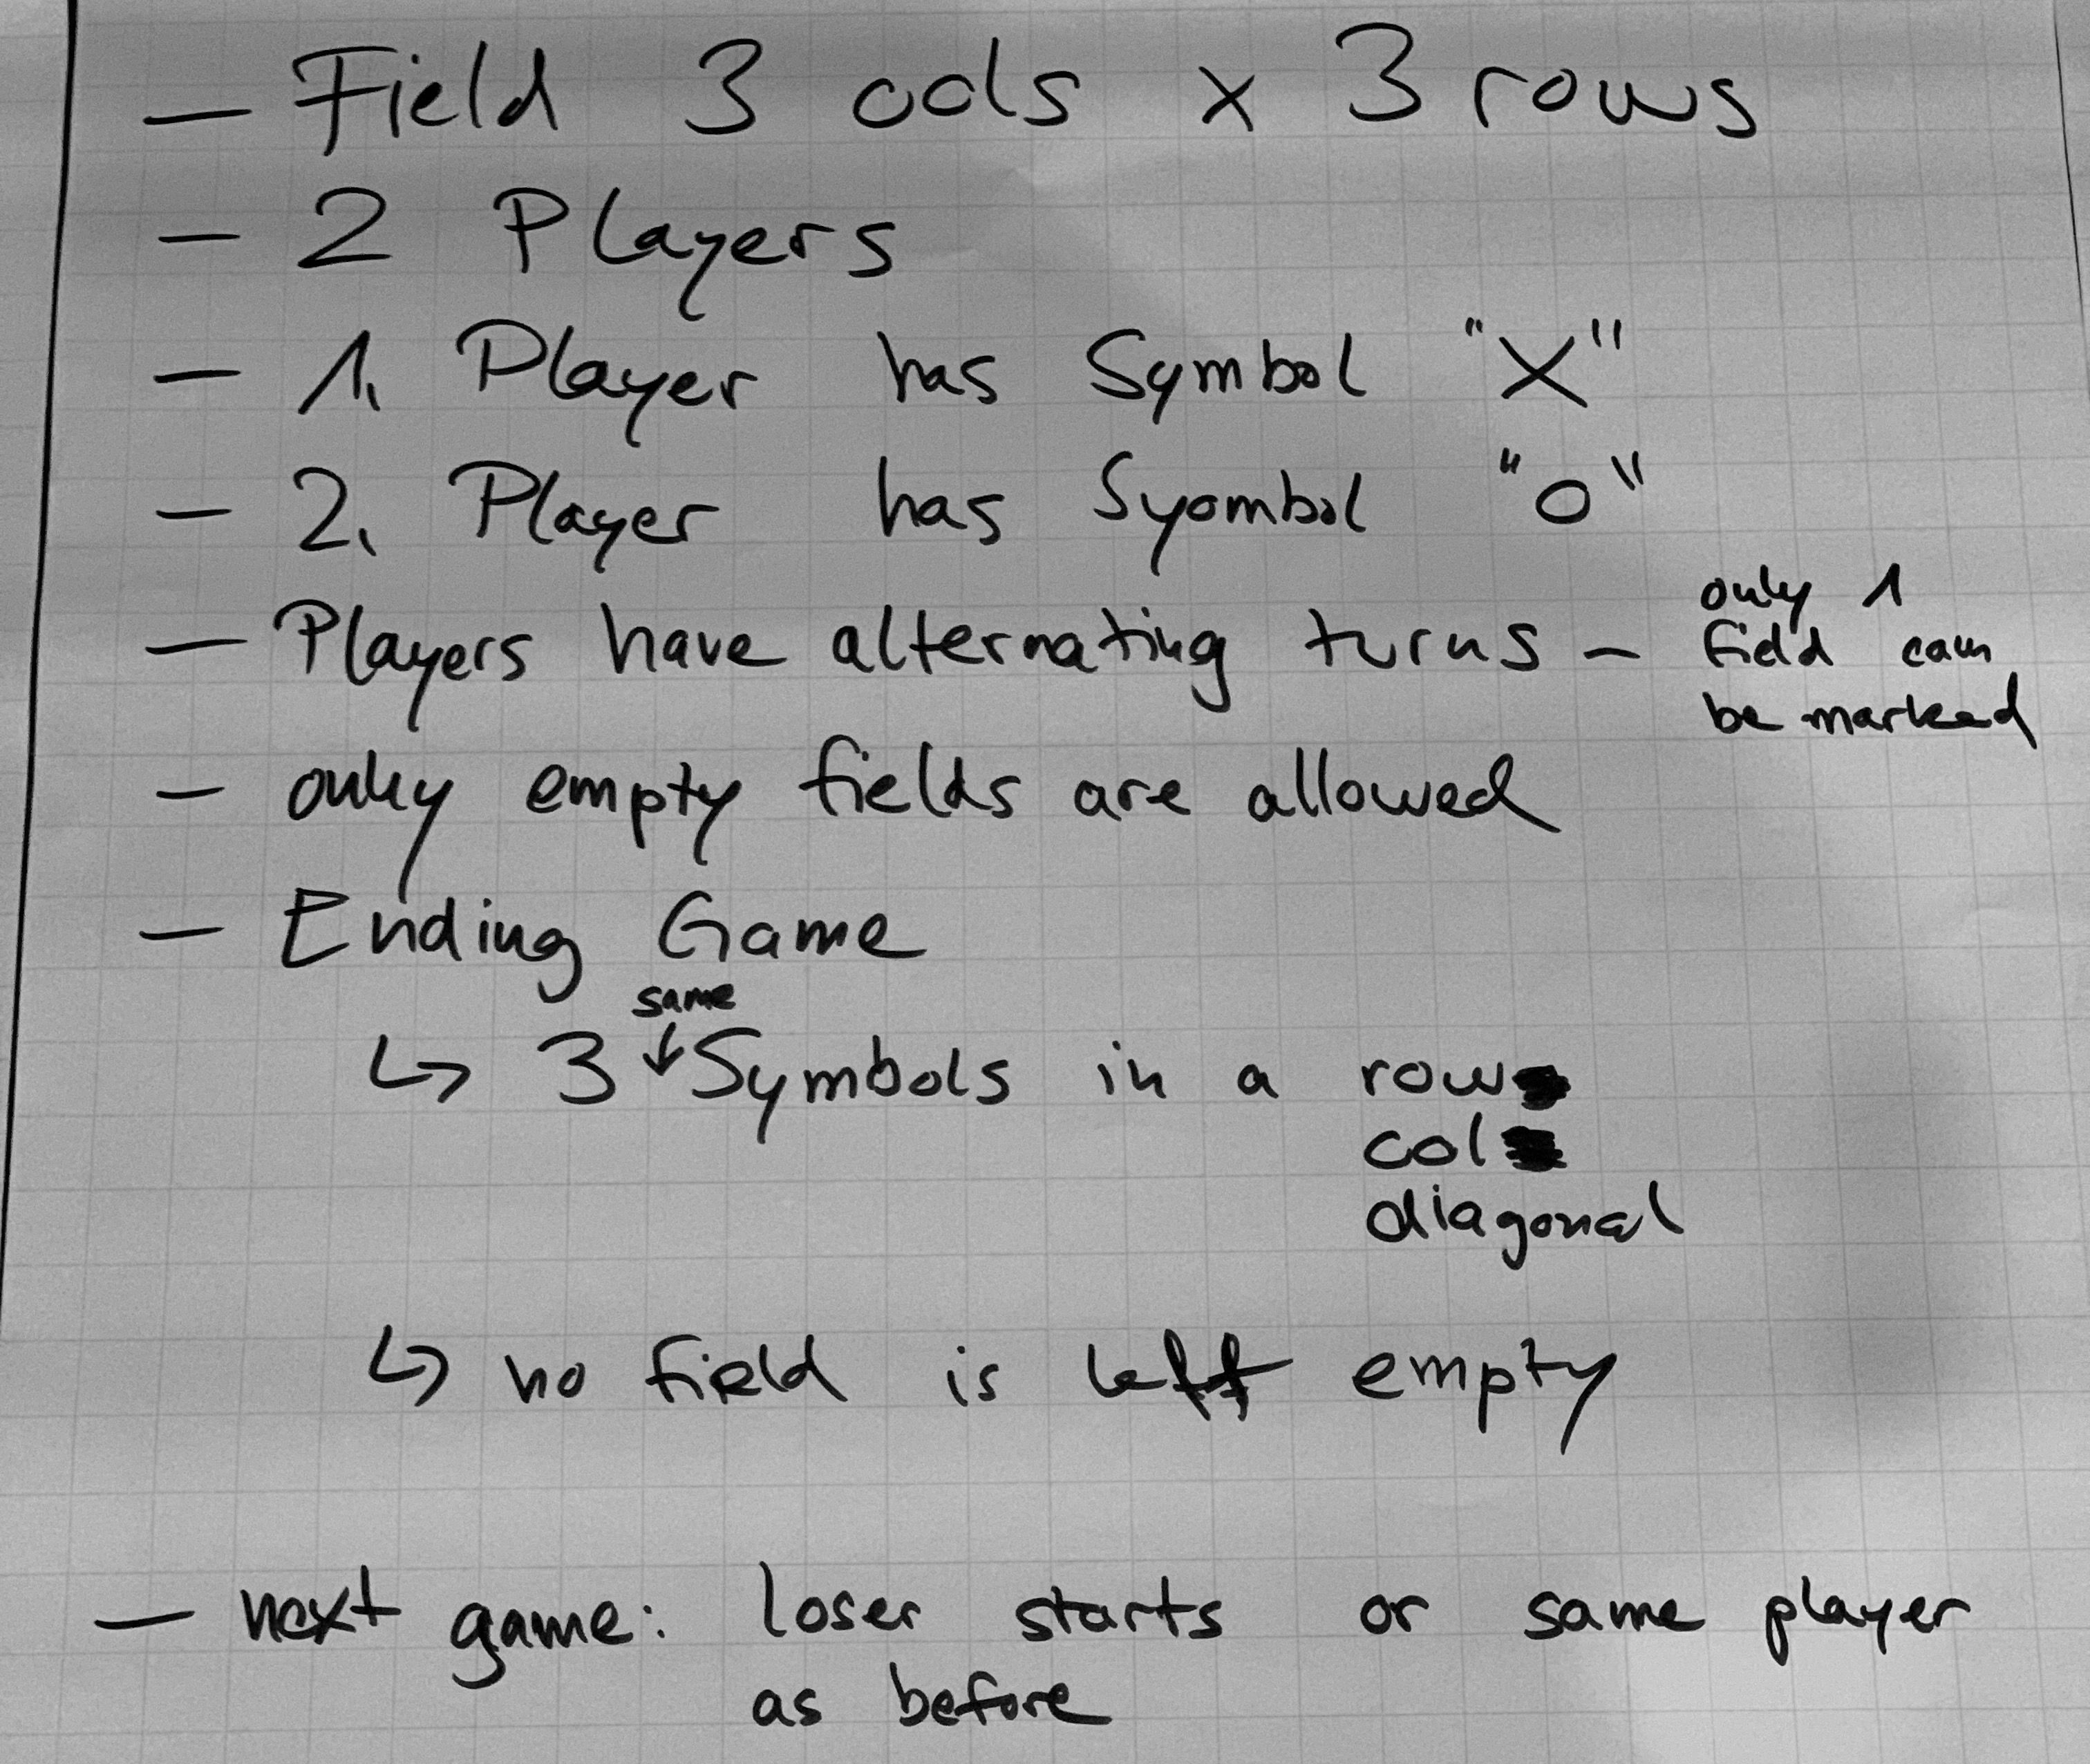 - Field 3 cols x 3 rows
- 2 Players
- 1. Player has Symbol "X"
- 2. Player has Syombol "O"
- Players have alternating turns - only 1
field can
be marked
- only empty fields are allowed
- Ending Game
same
↳ 3 ↓ Symbols in a row
col
diagonal
↳ no field is left empty
- next game: loser starts or same player
as before